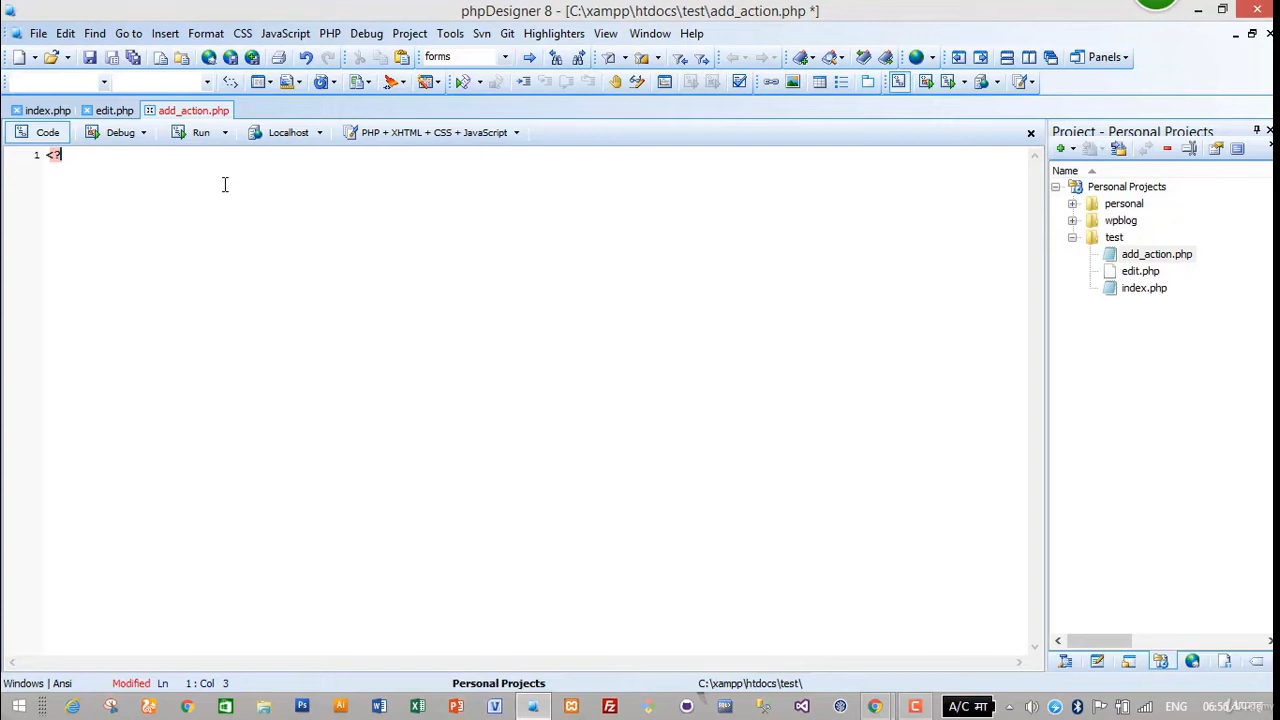 phpDesigner 8 - [C:\xampp\htdocs\test\add_action.php *]
File Edit Find Go to Insert Format CSS JavaScript PHP Debug Project Tools Svn Git Highlighters View Window Help
forms
Panels
index.php edit.php add_action.php
Code Debug Run Localhost PHP + XHTML + CSS + JavaScript
Project - Personal Projects
Name
1 <?
Personal Projects
personal
wpblog
test
add_action.php
edit.php
index.php
Windows | Ansi Modified Ln 1 : Col 3 Personal Projects C:\xampp\htdocs\test\
A/C मा ENG